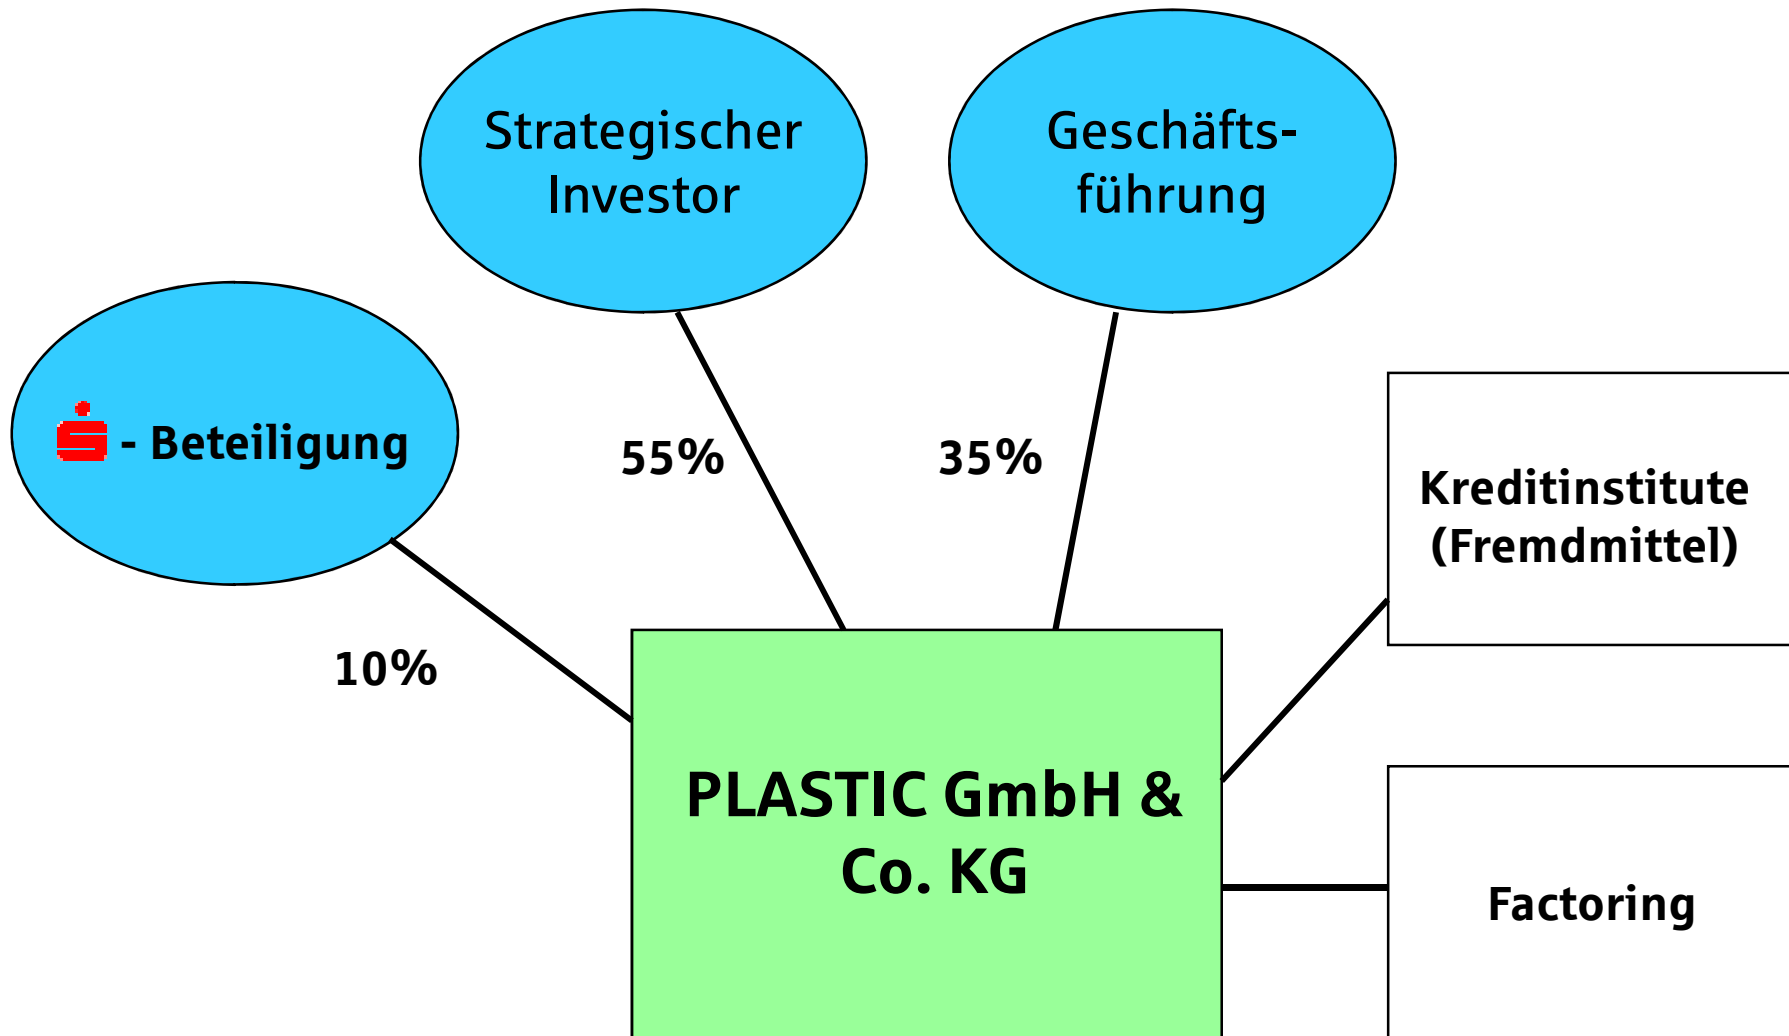 Strategischer
Investor
Geschäfts-
führung
- Beteiligung
55%
35%
Kreditinstitute
(Fremdmittel)
10%
PLASTIC GmbH &
Co. KG
Factoring